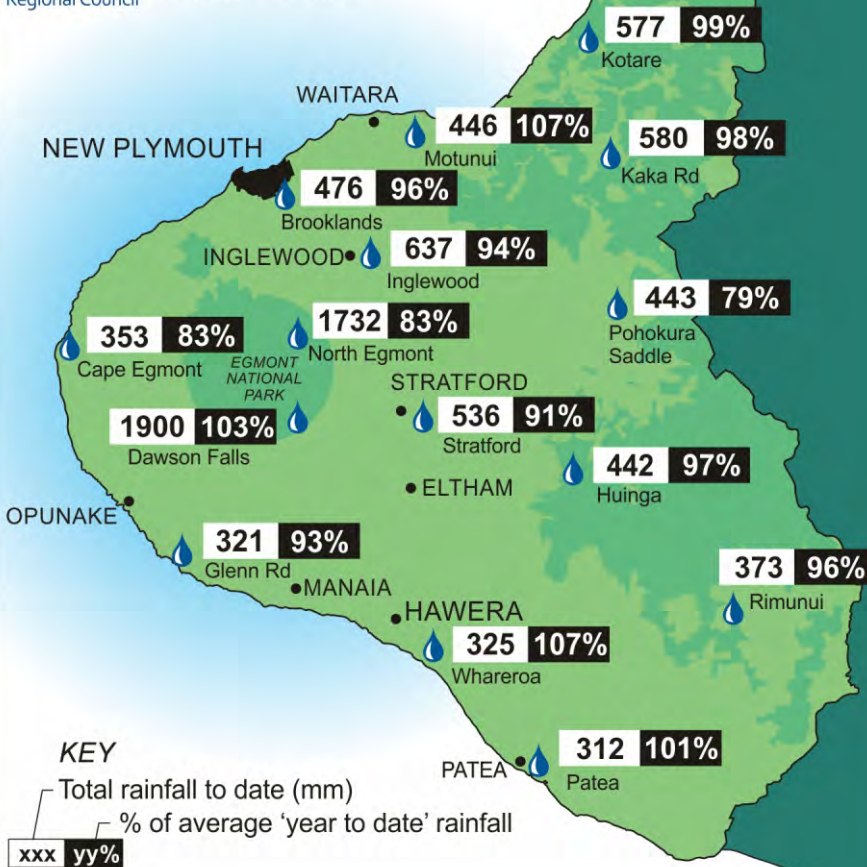 Regional Council
577 99%
Kotare
WAITARA
446 107%
Motunui
NEW PLYMOUTH
580 98%
Kaka Rd
476 96%
Brooklands
INGLEWOOD
637 94%
Inglewood
443 79%
Pohokura
Saddle
353 83%
Cape Egmont
1732 83%
North Egmont
EGMONT
NATIONAL
PARK
STRATFORD
536 91%
Stratford
1900 103%
Dawson Falls
442 97%
Huinga
ELTHAM
OPUNAKE
321 93%
Glenn Rd
373 96%
Rimunui
MANAIA
HAWERA
325 107%
Whareroa
312 101%
Patea
PATEA
KEY
Total rainfall to date (mm)
% of average ‘year to date’ rainfall
xxx yy%